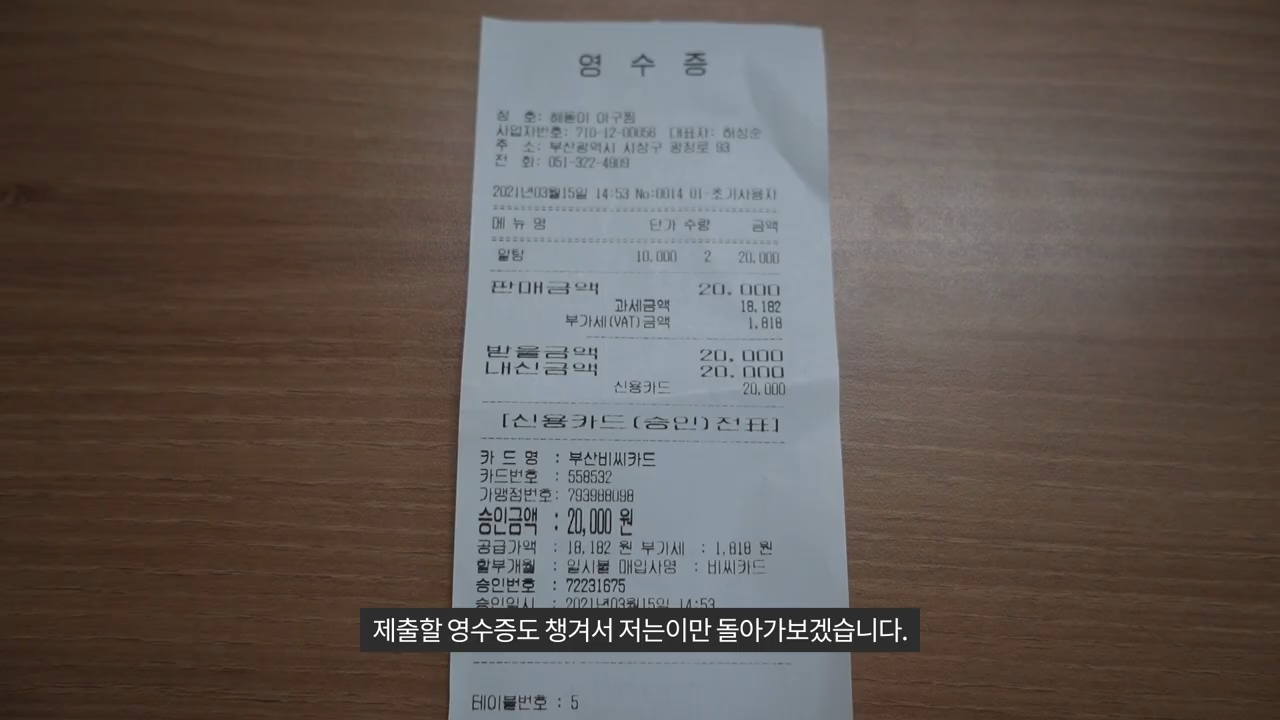 영 수 증
상 호: 해돋이 아구찜
사업자번호: 710-12-00056 대표자: 허성순
주 소: 부산광역시 사상구 광장로 93
전 화: 051-322-4909
2021년03월15일 14:53 No:0014 01-초기사용자
메 뉴 명 단가 수량 금액
알탕 10,000 2 20,000
판매금액 20,000
과세금액 18,182
부가세(VAT)금액 1,818
받을금액 20,000
내신금액 20,000
신용카드 20,000
[신용카드(승인)전표]
카 드 명 : 부산비씨카드
카드번호 : 558532
가맹점번호: 793988098
승인금액 : 20,000 원
공급가액 : 18,182 원 부가세 : 1,818 원
할부개월 : 일시불 매입사명 : 비씨카드
승인번호 : 72231675
승인일시 : 2021년03월15일 14:53
제출할 영수증도 챙겨서 저는이만 돌아가보겠습니다.
테이블번호 : 5